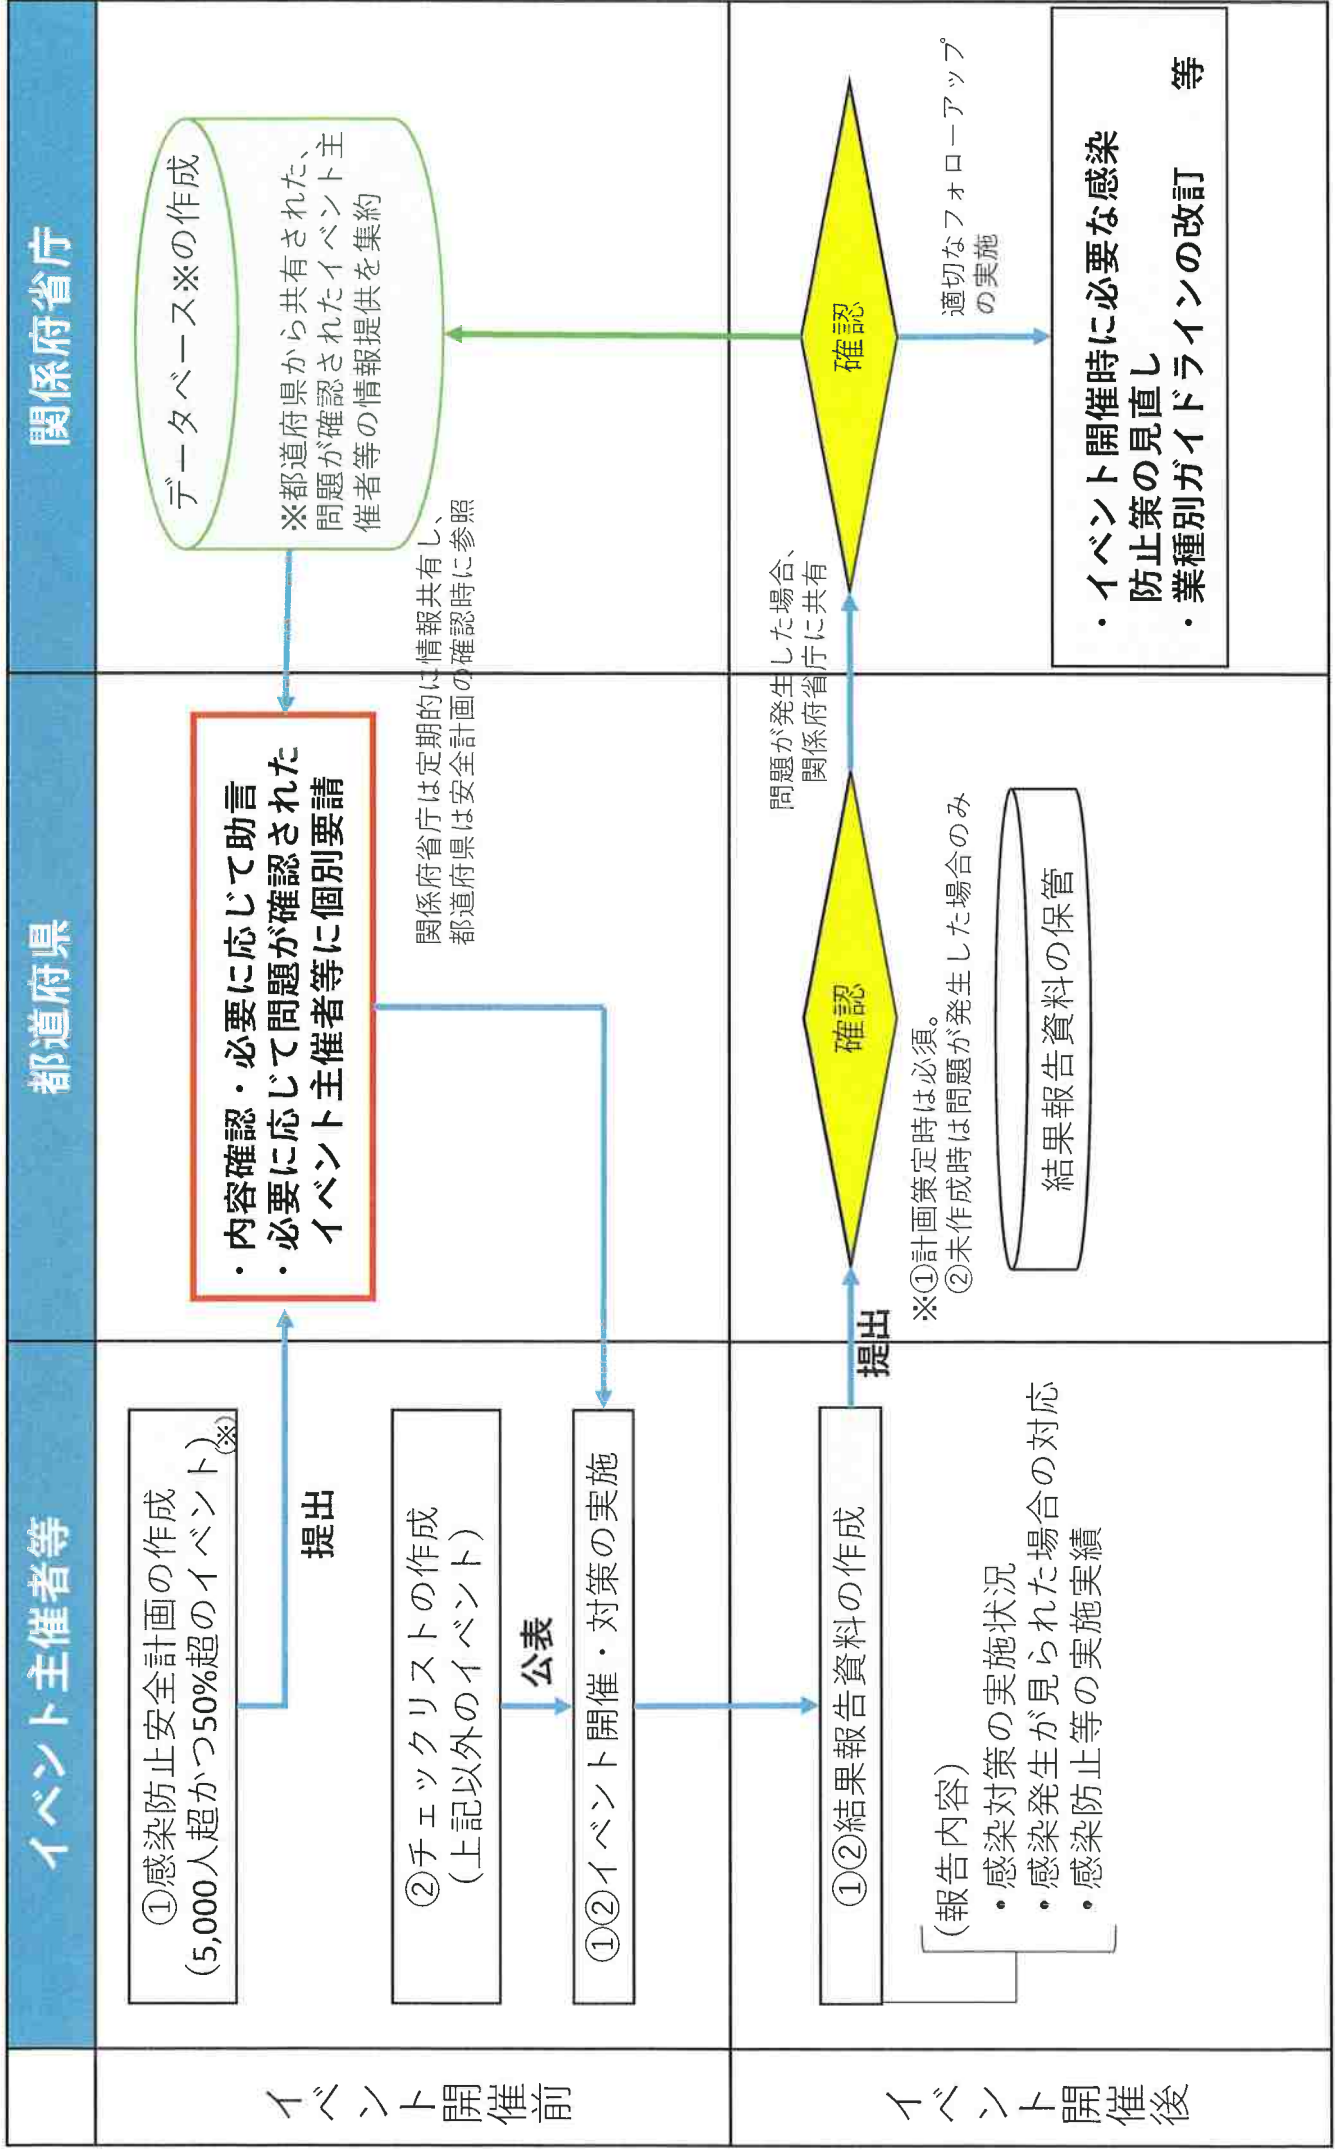 イベント主催者等
都道府県
関係府省庁
イベント開催前
①感染防止安全計画の作成
(5,000人超かつ50%超のイベント)
(※)
提出
②チェックリストの作成
(上記以外のイベント)
公表
①②イベント開催・対策の実施
・内容確認・必要に応じて助言
・必要に応じて問題が確認された
イベント主催者等に個別要請
関係府省庁は定期的に情報共有し、
都道府県は安全計画の確認時に参照
データベース※の作成
※都道府県から共有された、
問題が確認されたイベント主
催者等の情報提供を集約
イベント開催後
①②結果報告資料の作成
提出
(報告内容)
・感染対策の実施状況
・感染発生が見られた場合の対応
・感染防止等の実施実績
確認
※①計画策定時は必須。
②未作成時は問題が発生した場合のみ
結果報告資料の保管
問題が発生した場合、
関係府省庁に共有
確認
適切なフォローアップ
の実施
・イベント開催時に必要な感染
防止策の見直し
・業種別ガイドラインの改訂 等